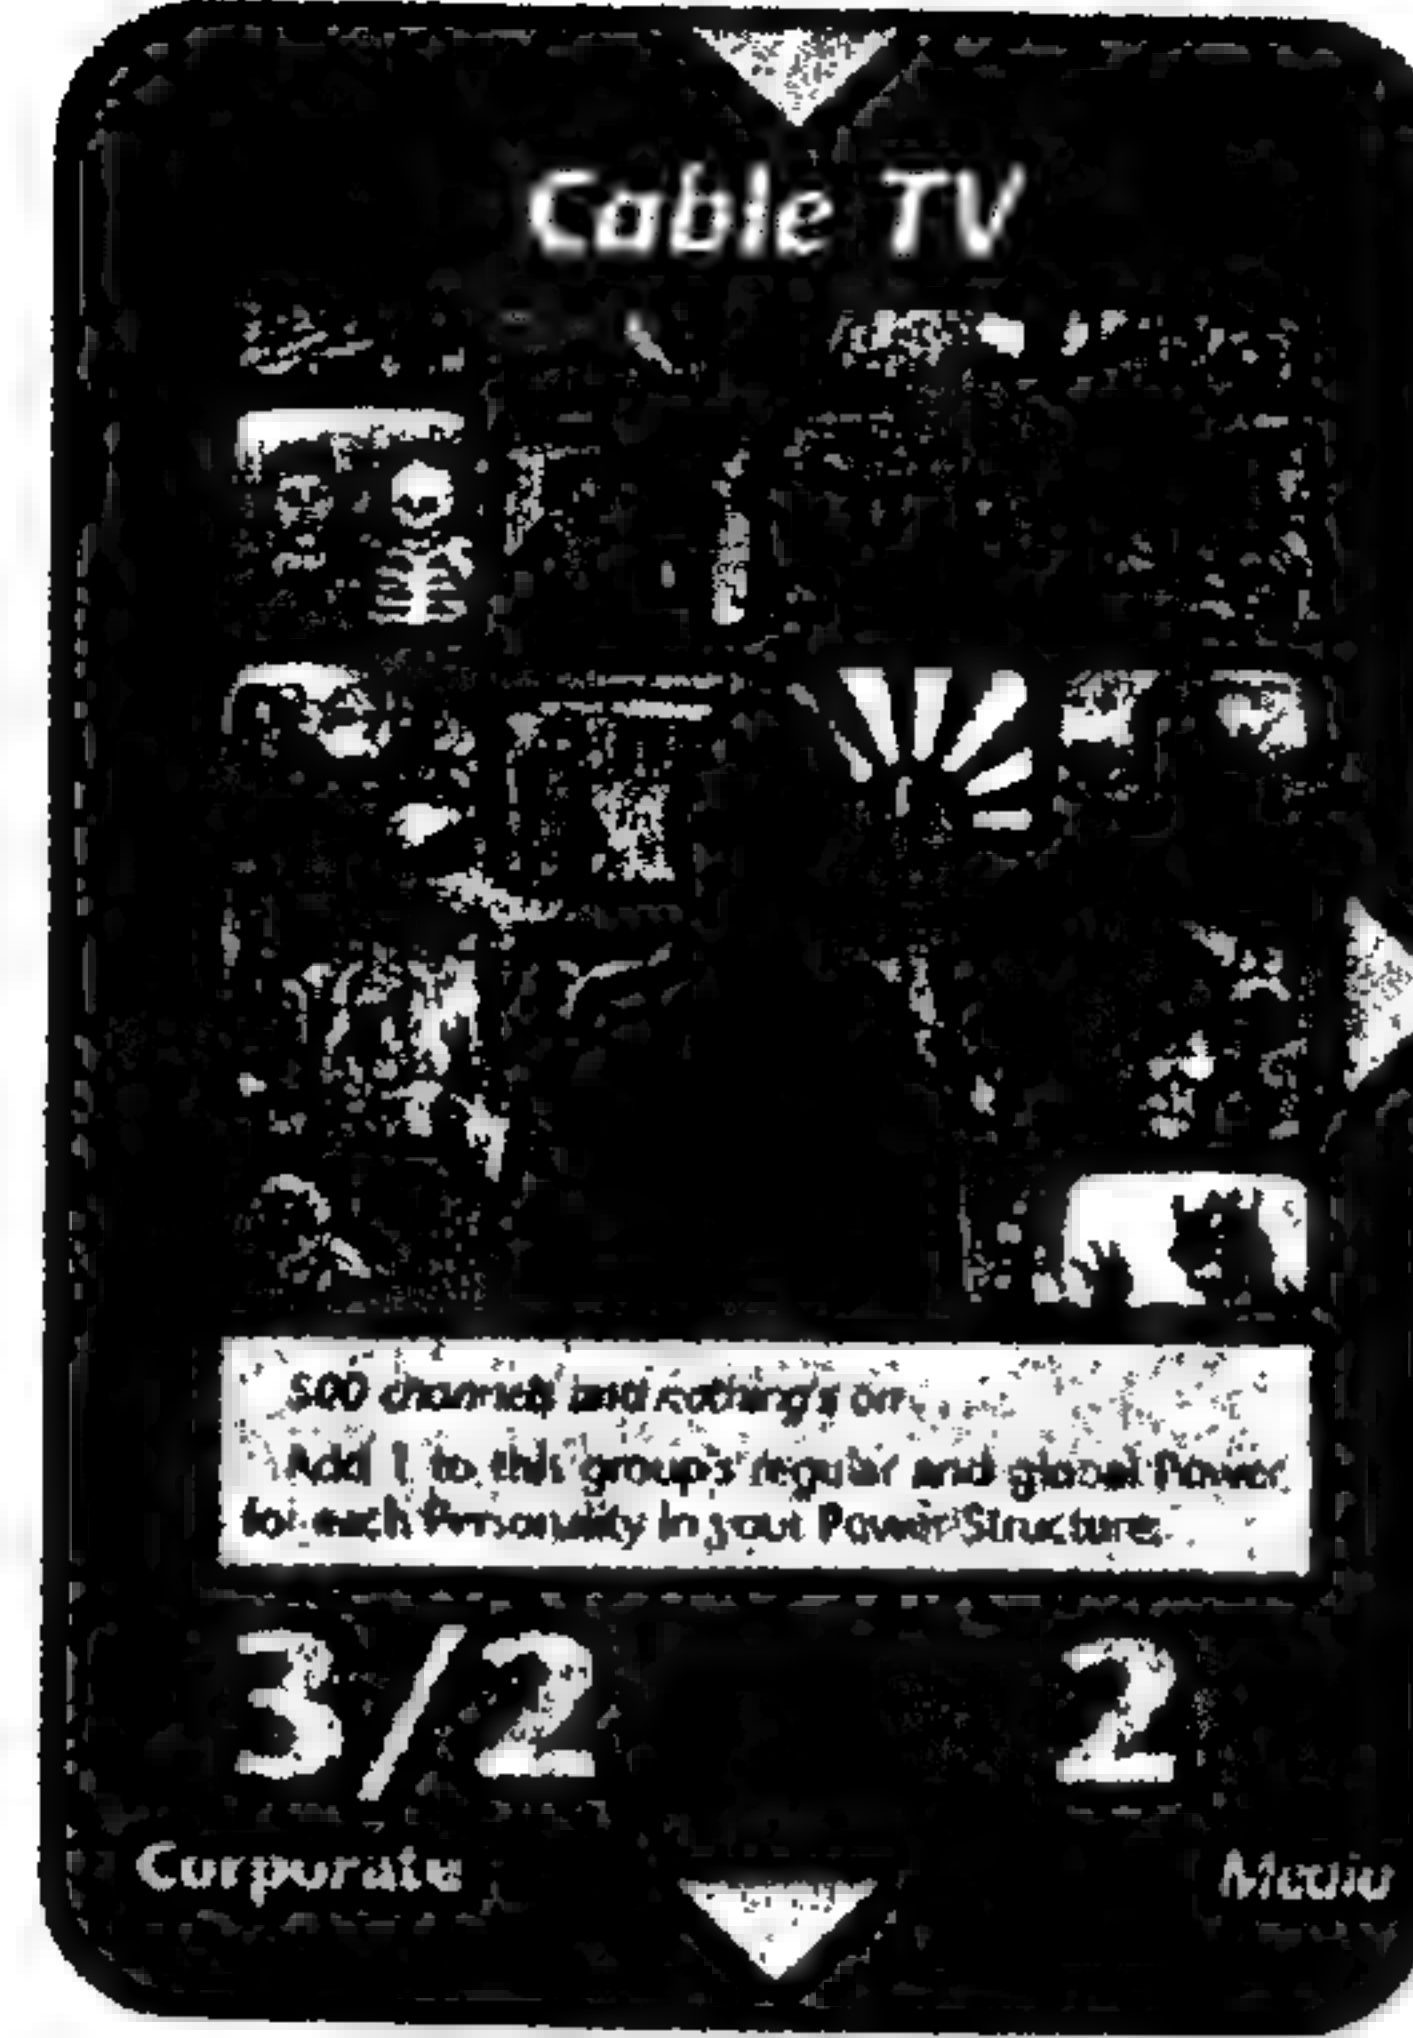 Cable TV
500 channels and nothing's on.
Add 1 to this group's regular and global Power
for each Personality in your Power Structure.
3/2 2
Corporate Media